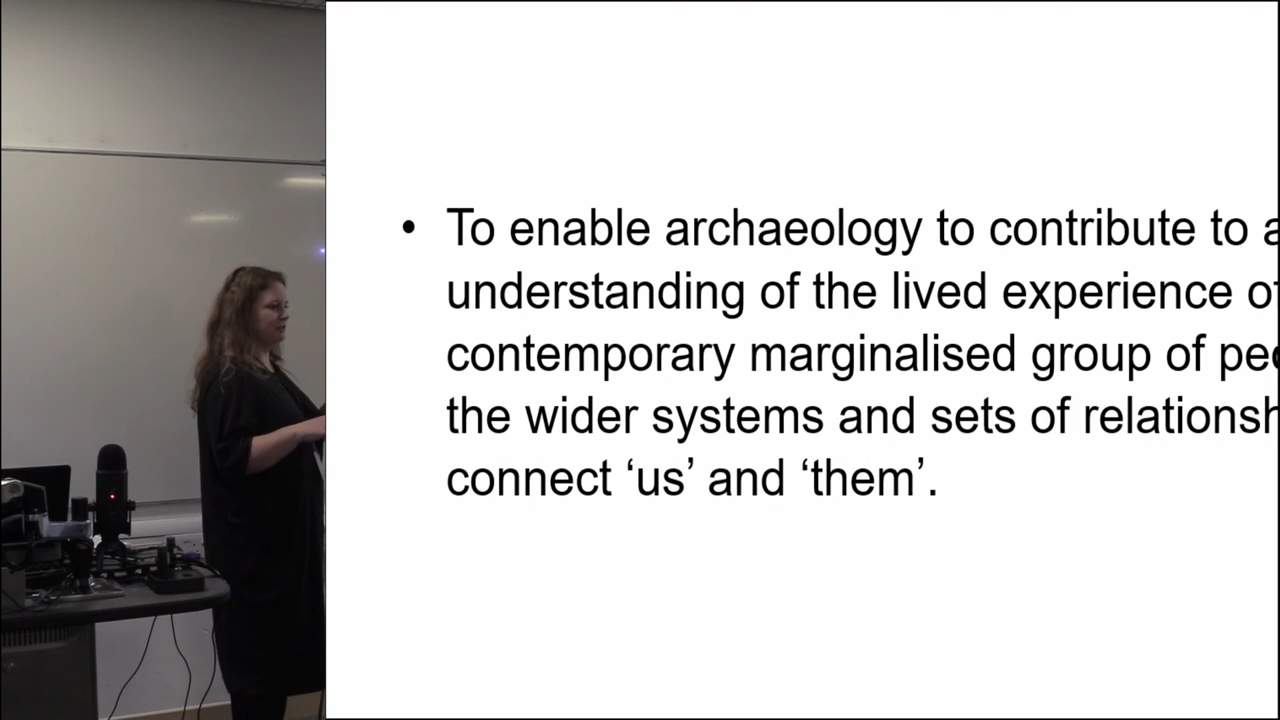 • To enable archaeology to contribute to
understanding of the lived experience
contemporary marginalised group of
the wider systems and sets of
connect ‘us’ and ‘them’.